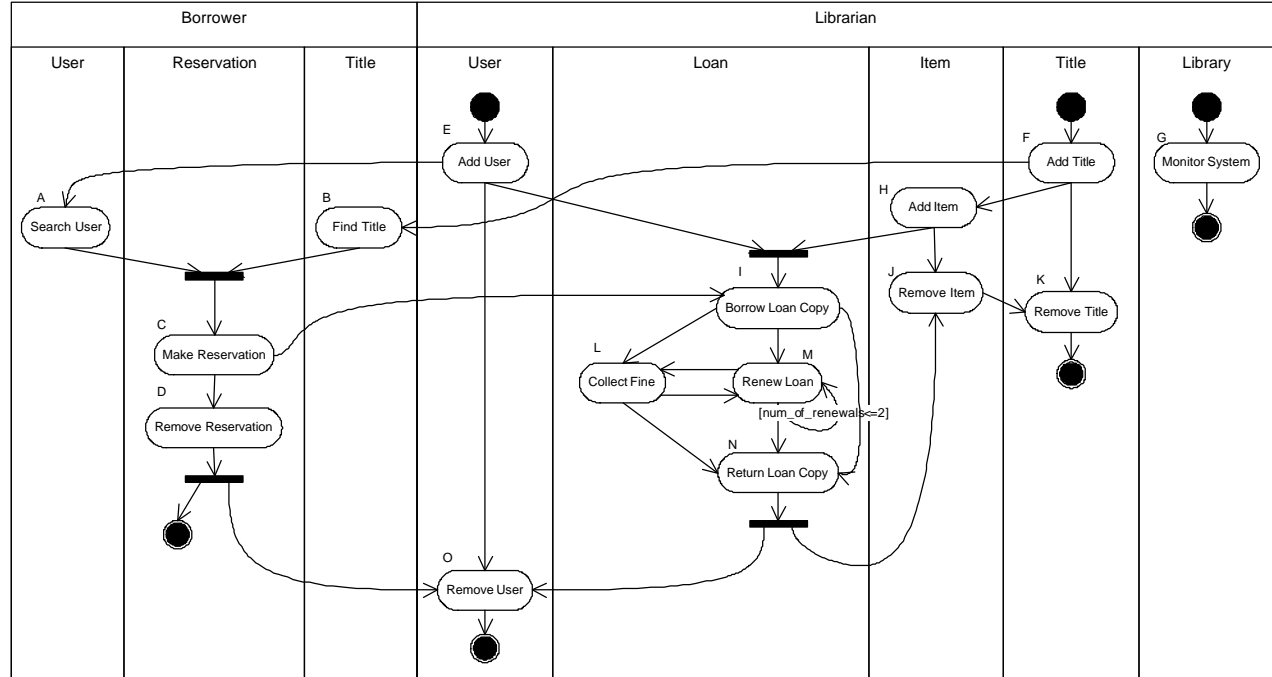 Borrower
Librarian
User
Reservation
Title
User
Loan
Item
Title
Library
E
Add User
F
Add Title
G
Monitor System
A
Search User
B
Find Title
H
Add Item
I
Borrow Loan Copy
J
Remove Item
K
Remove Title
C
Make Reservation
L
Collect Fine
M
Renew Loan
[num_of_renewals<=2]
D
Remove Reservation
N
Return Loan Copy
O
Remove User